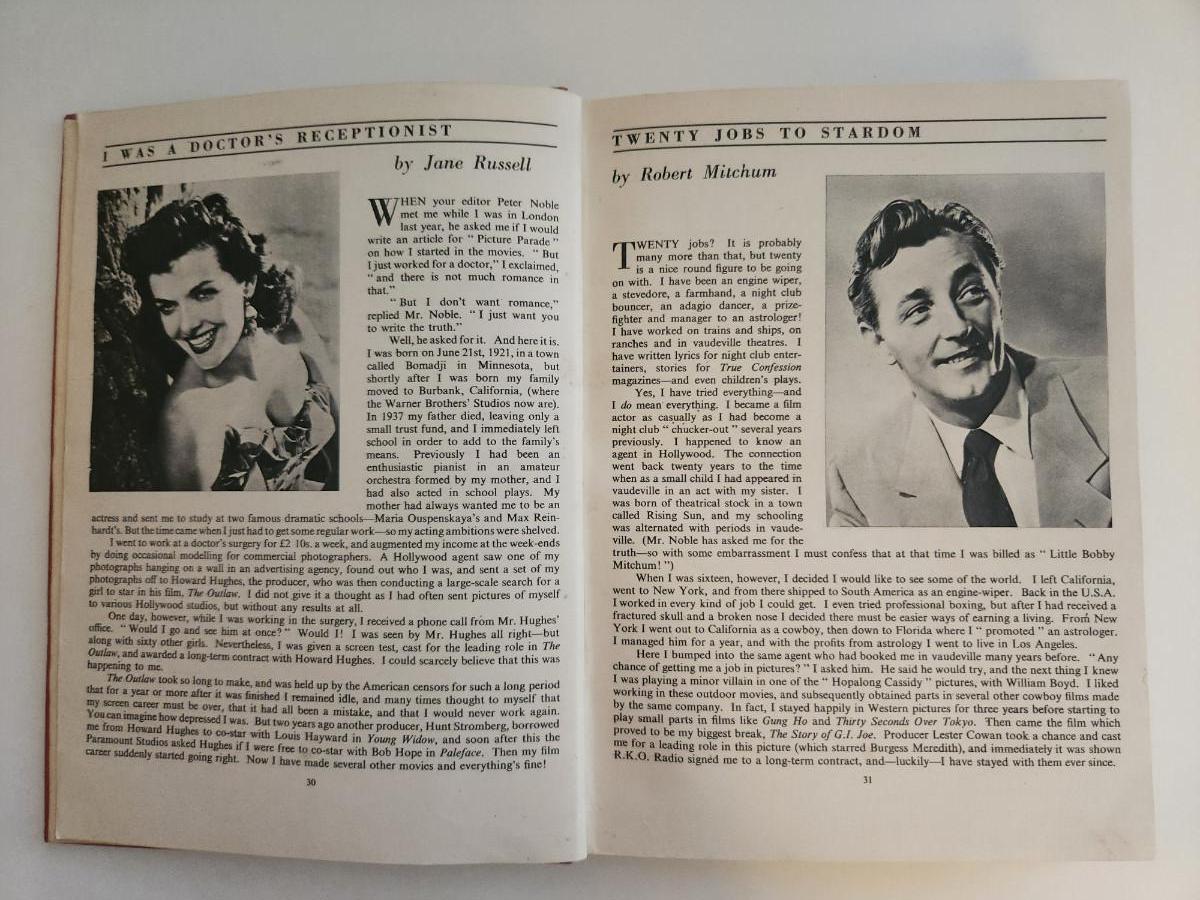 I WAS A DOCTOR'S RECEPTIONIST
by Jane Russell
WHEN your editor Peter Noble
met me while I was in London
last year, he asked me if I would
write an article for " Picture Parade "
on how I started in the movies. " But
I just worked for a doctor," I exclaimed,
" and there is not much romance in
that."
" But I don't want romance,"
replied Mr. Noble. " I just want you
to write the truth."
Well, he asked for it. And here it is.
I was born on June 21st, 1921, in a town
called Bomadji in Minnesota, but
shortly after I was born my family
moved to Burbank, California, (where
the Warner Brothers' Studios now are).
In 1937 my father died, leaving only a
small trust fund, and I immediately left
school in order to add to the family's
means. Previously I had been an
enthusiastic pianist in an amateur
orchestra formed by my mother, and I
had also acted in school plays. My
mother had always wanted me to be an
actress and sent me to study at two famous dramatic schools—Maria Ouspenskaya's and Max Rein-
hardt's. But the time came when I just had to get some regular work—so my acting ambitions were shelved.
I went to work at a doctor's surgery for £2 10s. a week, and augmented my income at the week-ends
by doing occasional modelling for commercial photographers. A Hollywood agent saw one of my
photographs hanging on a wall in an advertising agency, found out who I was, and sent a set of my
photographs off to Howard Hughes, the producer, who was then conducting a large-scale search for a
girl to star in his film, The Outlaw. I did not give it a thought as I had often sent pictures of myself
to various Hollywood studios, but without any results at all.
One day, however, while I was working in the surgery, I received a phone call from Mr. Hughes'
office. " Would I go and see him at once? " Would I! I was seen by Mr. Hughes all right—but
along with sixty other girls. Nevertheless, I was given a screen test, cast for the leading role in The
Outlaw, and awarded a long-term contract with Howard Hughes. I could scarcely believe that this was
happening to me.
The Outlaw took so long to make, and was held up by the American censors for such a long period
that for a year or more after it was finished I remained idle, and many times thought to myself that
my screen career must be over, that it had all been a mistake, and that I would never work again.
You can imagine how depressed I was. But two years ago another producer, Hunt Stromberg, borrowed
me from Howard Hughes to co-star with Louis Hayward in Young Widow, and soon after this the
Paramount Studios asked Hughes if I were free to co-star with Bob Hope in Paleface. Then my film
career suddenly started going right. Now I have made several other movies and everything's fine!
30
TWENTY JOBS TO STARDOM
by Robert Mitchum
TWENTY jobs? It is probably
many more than that, but twenty
is a nice round figure to be going
on with. I have been an engine wiper,
a stevedore, a farmhand, a night club
bouncer, an adagio dancer, a prize-
fighter and manager to an astrologer!
I have worked on trains and ships, on
ranches and in vaudeville theatres. I
have written lyrics for night club enter-
tainers, stories for True Confession
magazines—and even children's plays.
Yes, I have tried everything—and
I do mean everything. I became a film
actor as casually as I had become a
night club " chucker-out " several years
previously. I happened to know an
agent in Hollywood. The connection
went back twenty years to the time
when as a small child I had appeared in
vaudeville in an act with my sister. I
was born of theatrical stock in a town
called Rising Sun, and my schooling
was alternated with periods in vaude-
ville. (Mr. Noble has asked me for the
truth—so with some embarrassment I must confess that at that time I was billed as " Little Bobby
Mitchum! ")
When I was sixteen, however, I decided I would like to see some of the world. I left California,
went to New York, and from there shipped to South America as an engine-wiper. Back in the U.S.A.
I worked in every kind of job I could get. I even tried professional boxing, but after I had received a
fractured skull and a broken nose I decided there must be easier ways of earning a living. From New
York I went out to California as a cowboy, then down to Florida where I " promoted " an astrologer.
I managed him for a year, and with the profits from astrology I went to live in Los Angeles.
Here I bumped into the same agent who had booked me in vaudeville many years before. " Any
chance of getting me a job in pictures? " I asked him. He said he would try, and the next thing I knew
I was playing a minor villain in one of the " Hopalong Cassidy " pictures, with William Boyd. I liked
working in these outdoor movies, and subsequently obtained parts in several other cowboy films made
by the same company. In fact, I stayed happily in Western pictures for three years before starting to
play small parts in films like Gung Ho and Thirty Seconds Over Tokyo. Then came the film which
proved to be my biggest break, The Story of G.I. Joe. Producer Lester Cowan took a chance and cast
me for a leading role in this picture (which starred Burgess Meredith), and immediately it was shown
R.K.O. Radio signed me to a long-term contract, and—luckily—I have stayed with them ever since.
31